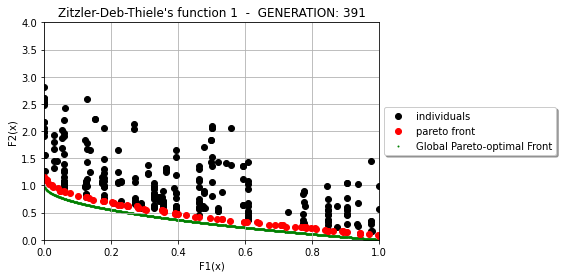 Zitzler-Deb-Thiele's function 1 - GENERATION: 391
4.0
3.5
3.0
2.5
2.0
1.5
1.0
0.5
0.0
F2(x)
0.0 0.2 0.4 0.6 0.8 1.0
F1(x)
individuals
pareto front
Global Pareto-optimal Front